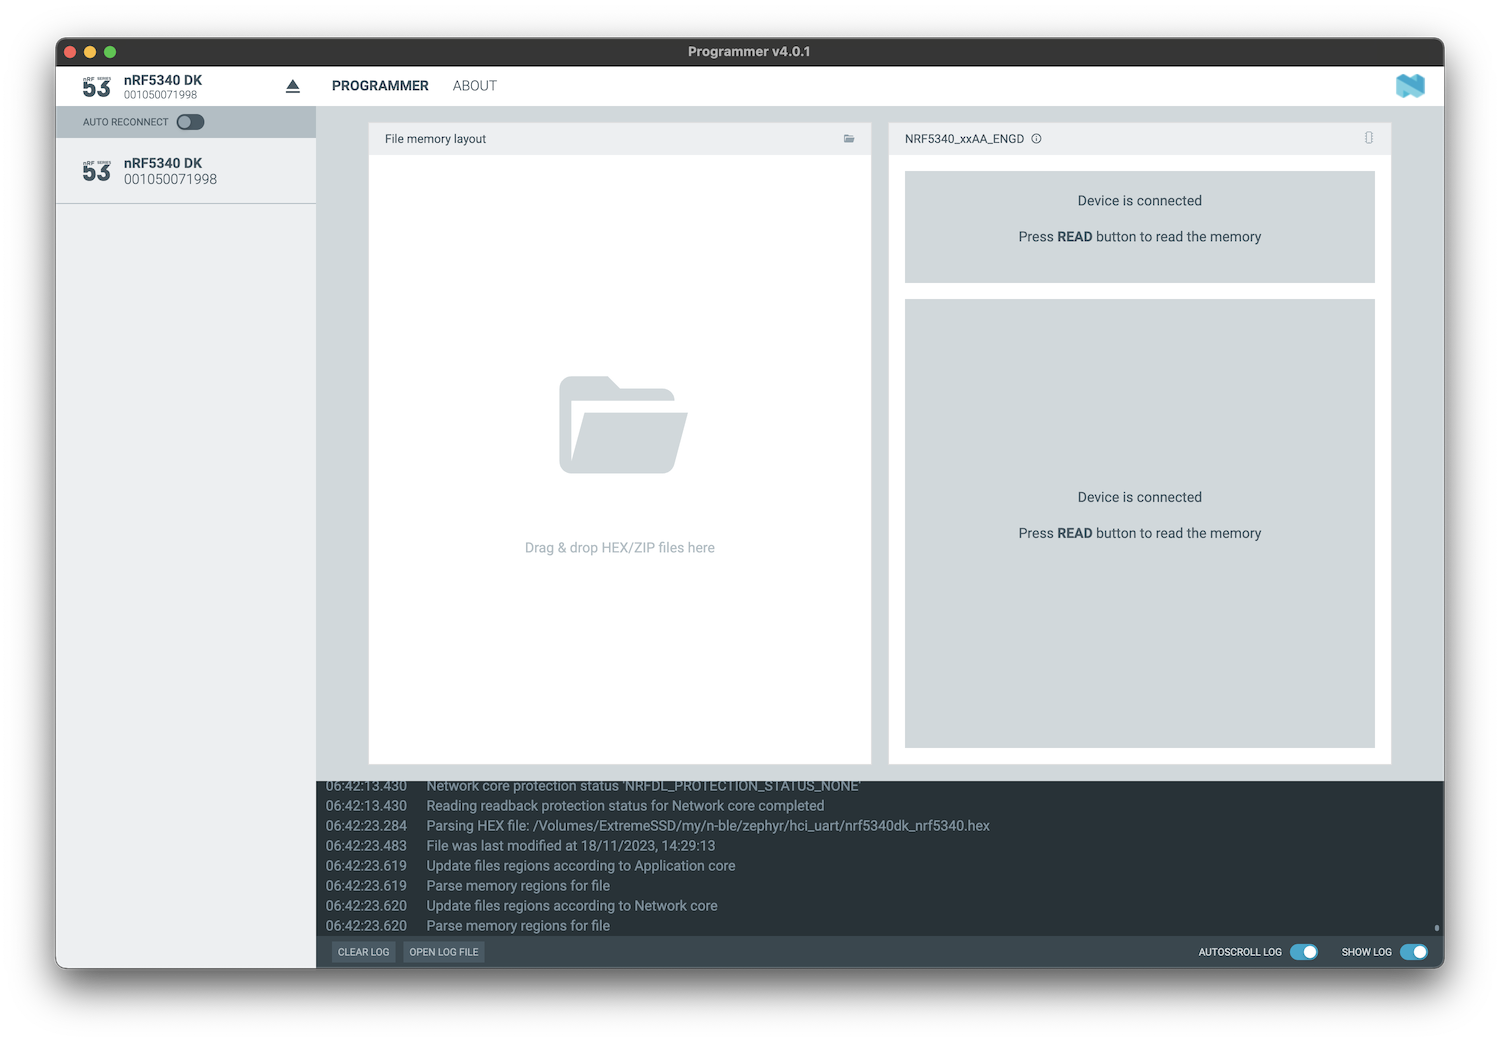 Programmer v4.0.1
nRF SERIES
53
nRF5340 DK
001050071998
PROGRAMMER
ABOUT
AUTO RECONNECT
nRF SERIES
53
nRF5340 DK
001050071998
File memory layout
Drag & drop HEX/ZIP files here
NRF5340_xxAA_ENGD
Device is connected
Press READ button to read the memory
Device is connected
Press READ button to read the memory
06:42:13.430 Network core protection status 'NRFDL_PROTECTION_STATUS_NONE'
06:42:13.430 Reading readback protection status for Network core completed
06:42:23.284 Parsing HEX file: /Volumes/ExtremeSSD/my/n-ble/zephyr/hci_uart/nrf5340dk_nrf5340.hex
06:42:23.483 File was last modified at 18/11/2023, 14:29:13
06:42:23.619 Update files regions according to Application core
06:42:23.619 Parse memory regions for file
06:42:23.620 Update files regions according to Network core
06:42:23.620 Parse memory regions for file
CLEAR LOG
OPEN LOG FILE
AUTOSCROLL LOG
SHOW LOG